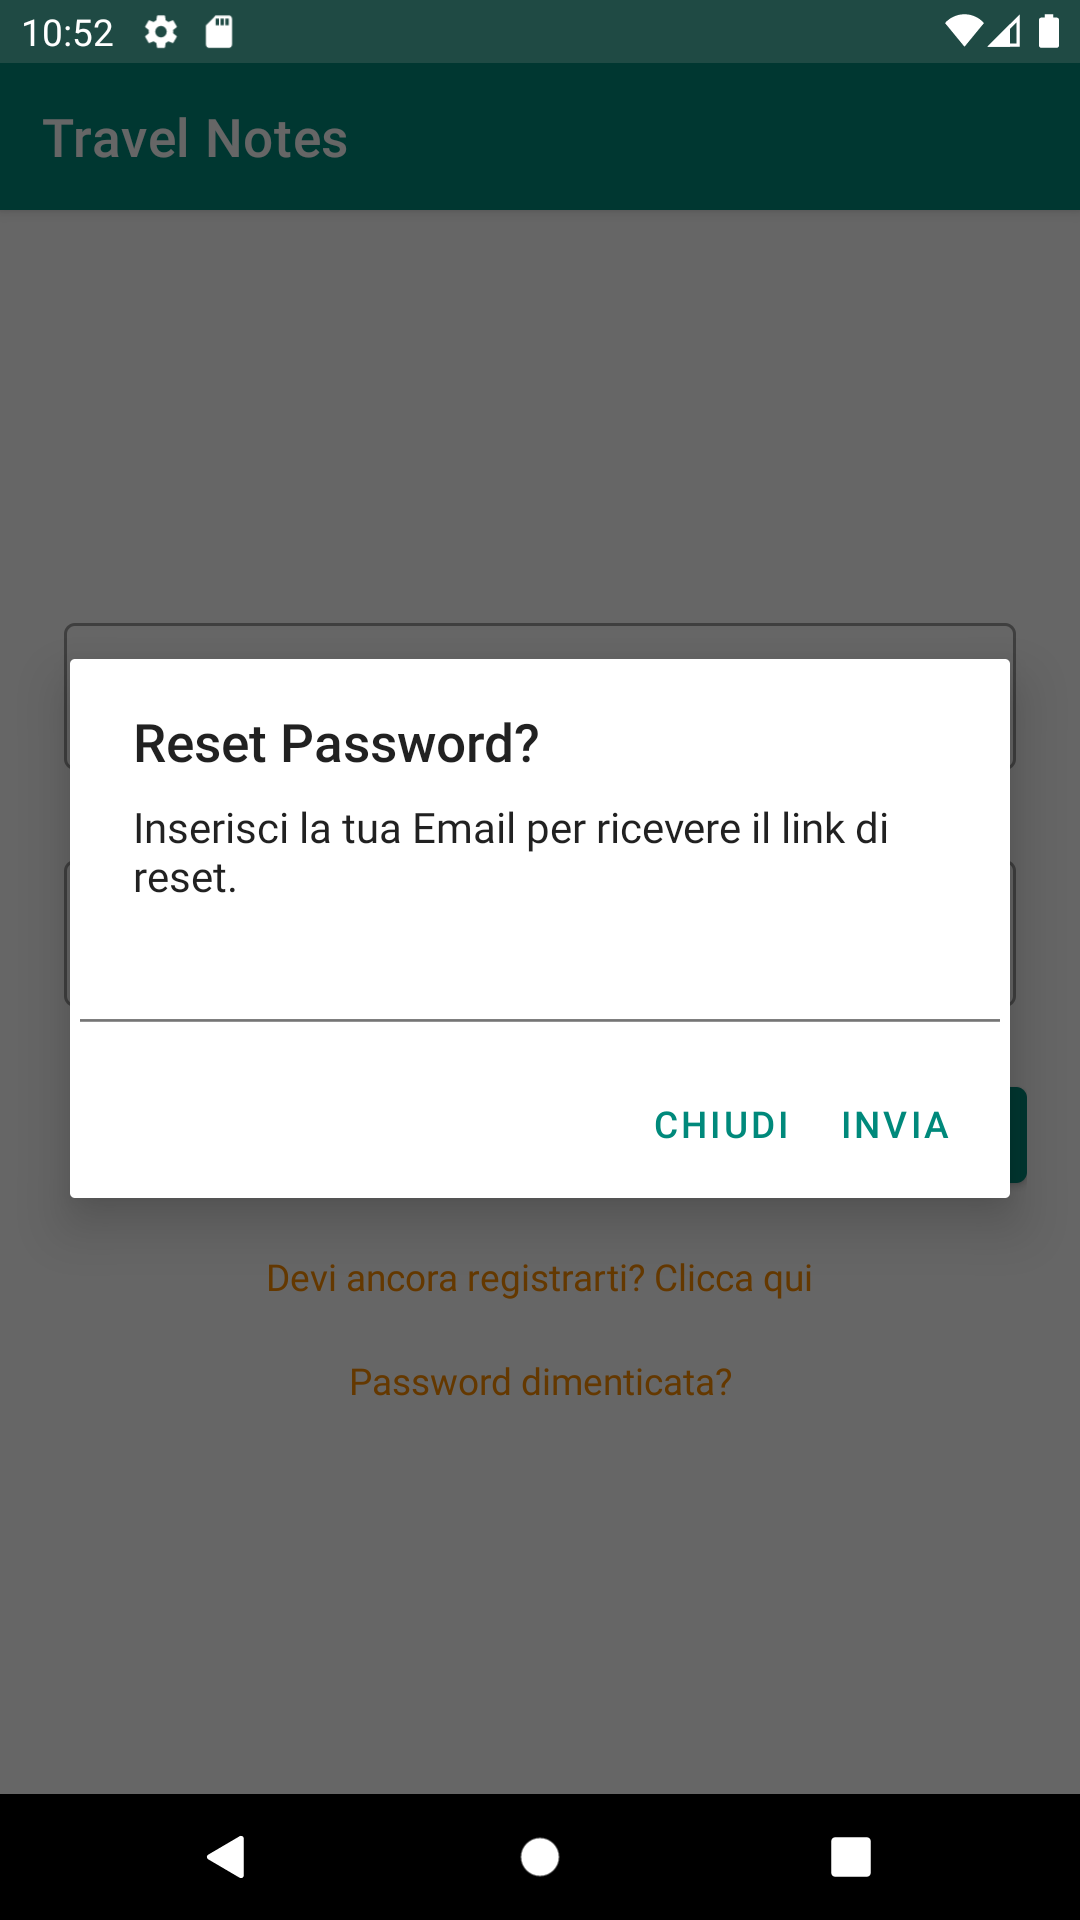 10:52
Travel Notes
Reset Password?
Inserisci la tua Email per ricevere il link di
reset.
CHIUDI INVIA
Devi ancora registrarti? Clicca qui
Password dimenticata?